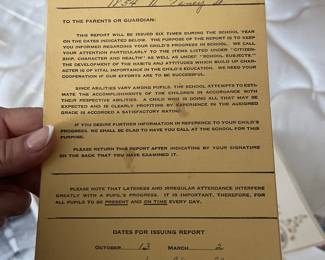 TO THE PARENTS OR GUARDIAN:
THIS REPORT WILL BE ISSUED SIX TIMES DURING THE SCHOOL YEAR
ON THE DATES INDICATED BELOW. THE PURPOSE OF THE REPORT IS TO KEEP
YOU INFORMED REGARDING YOUR CHILD'S PROGRESS IN SCHOOL. WE CALL
YOUR ATTENTION PARTICULARLY TO THE ITEMS LISTED UNDER "CITIZEN-
SHIP, CHARACTER AND HEALTH" AS WELL AS UNDER "SCHOOL SUBJECTS."
THE DEVELOPMENT OF THE HABITS AND ATTITUDES WHICH BUILD UP CHAR-
ACTER IS OF VITAL IMPORTANCE IN THE CHILD'S EDUCATION. WE NEED YOUR
COOPERATION IF OUR EFFORTS ARE TO BE SUCCESSFUL.
SINCE ABILITIES VARY AMONG PUPILS, THE SCHOOL ATTEMPTS TO ESTI-
MATE THE ACCOMPLISHMENTS OF THE CHILDREN IN ACCORDANCE WITH
THEIR RESPECTIVE ABILITIES. A CHILD WHO IS DOING ALL THAT MAY BE
EXPECTED AND IS CLEARLY PROFITING BY EXPERIENCE IN THE ASSIGNED
GRADE IS ACCORDED A SATISFACTORY RATING.
IF YOU DESIRE FURTHER INFORMATION IN REFERENCE TO YOUR CHILD'S
PROGRESS, WE SHALL BE GLAD TO HAVE YOU CALL AT THE SCHOOL FOR THIS
PURPOSE.
PLEASE RETURN THIS REPORT AFTER INDICATING BY YOUR SIGNATURE
ON THE BACK THAT YOU HAVE EXAMINED IT.
PLEASE NOTE THAT LATENESS AND IRREGULAR ATTENDANCE INTERFERE
GREATLY WITH A PUPIL'S PROGRESS. IT IS IMPORTANT, THEREFORE, FOR
ALL PUPILS TO BE PRESENT AND ON TIME EVERY DAY.
DATES FOR ISSUING REPORT
OCTOBER 13 MARCH 2